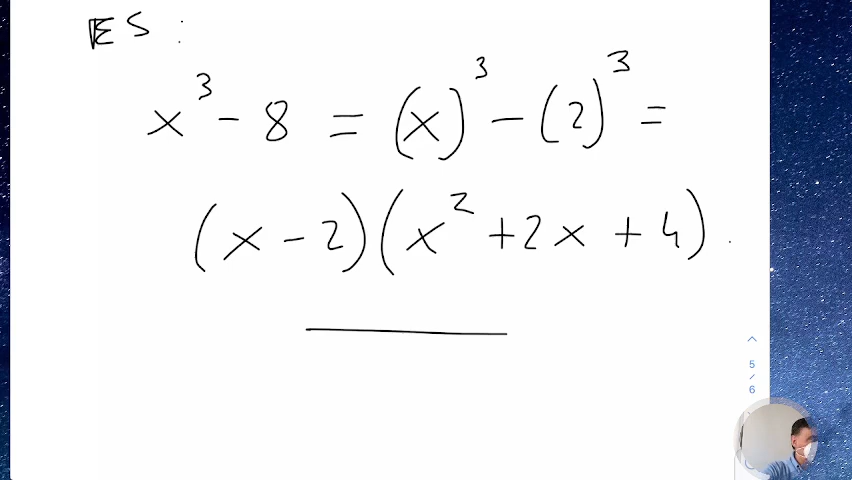 ES :
x³ - 8 = (x)³ - (2)³ =
(x - 2)(x² + 2x + 4).
5
/
6